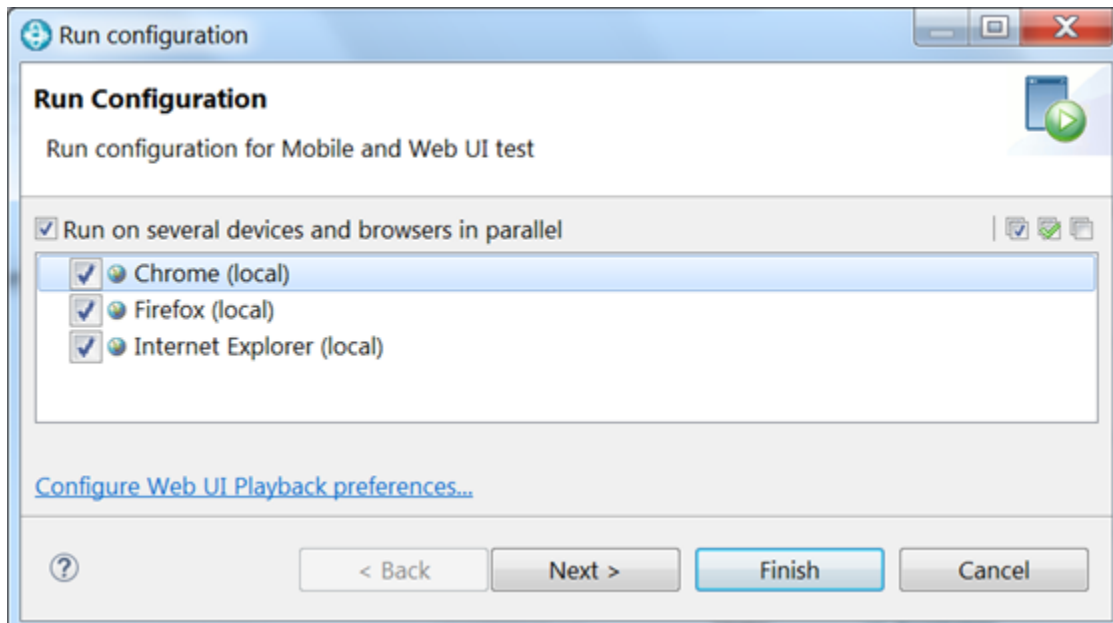 Run configuration
Run Configuration
Run configuration for Mobile and Web UI test
Run on several devices and browsers in parallel
Chrome (local)
Firefox (local)
Internet Explorer (local)
Configure Web UI Playback preferences...
? < Back Next > Finish Cancel